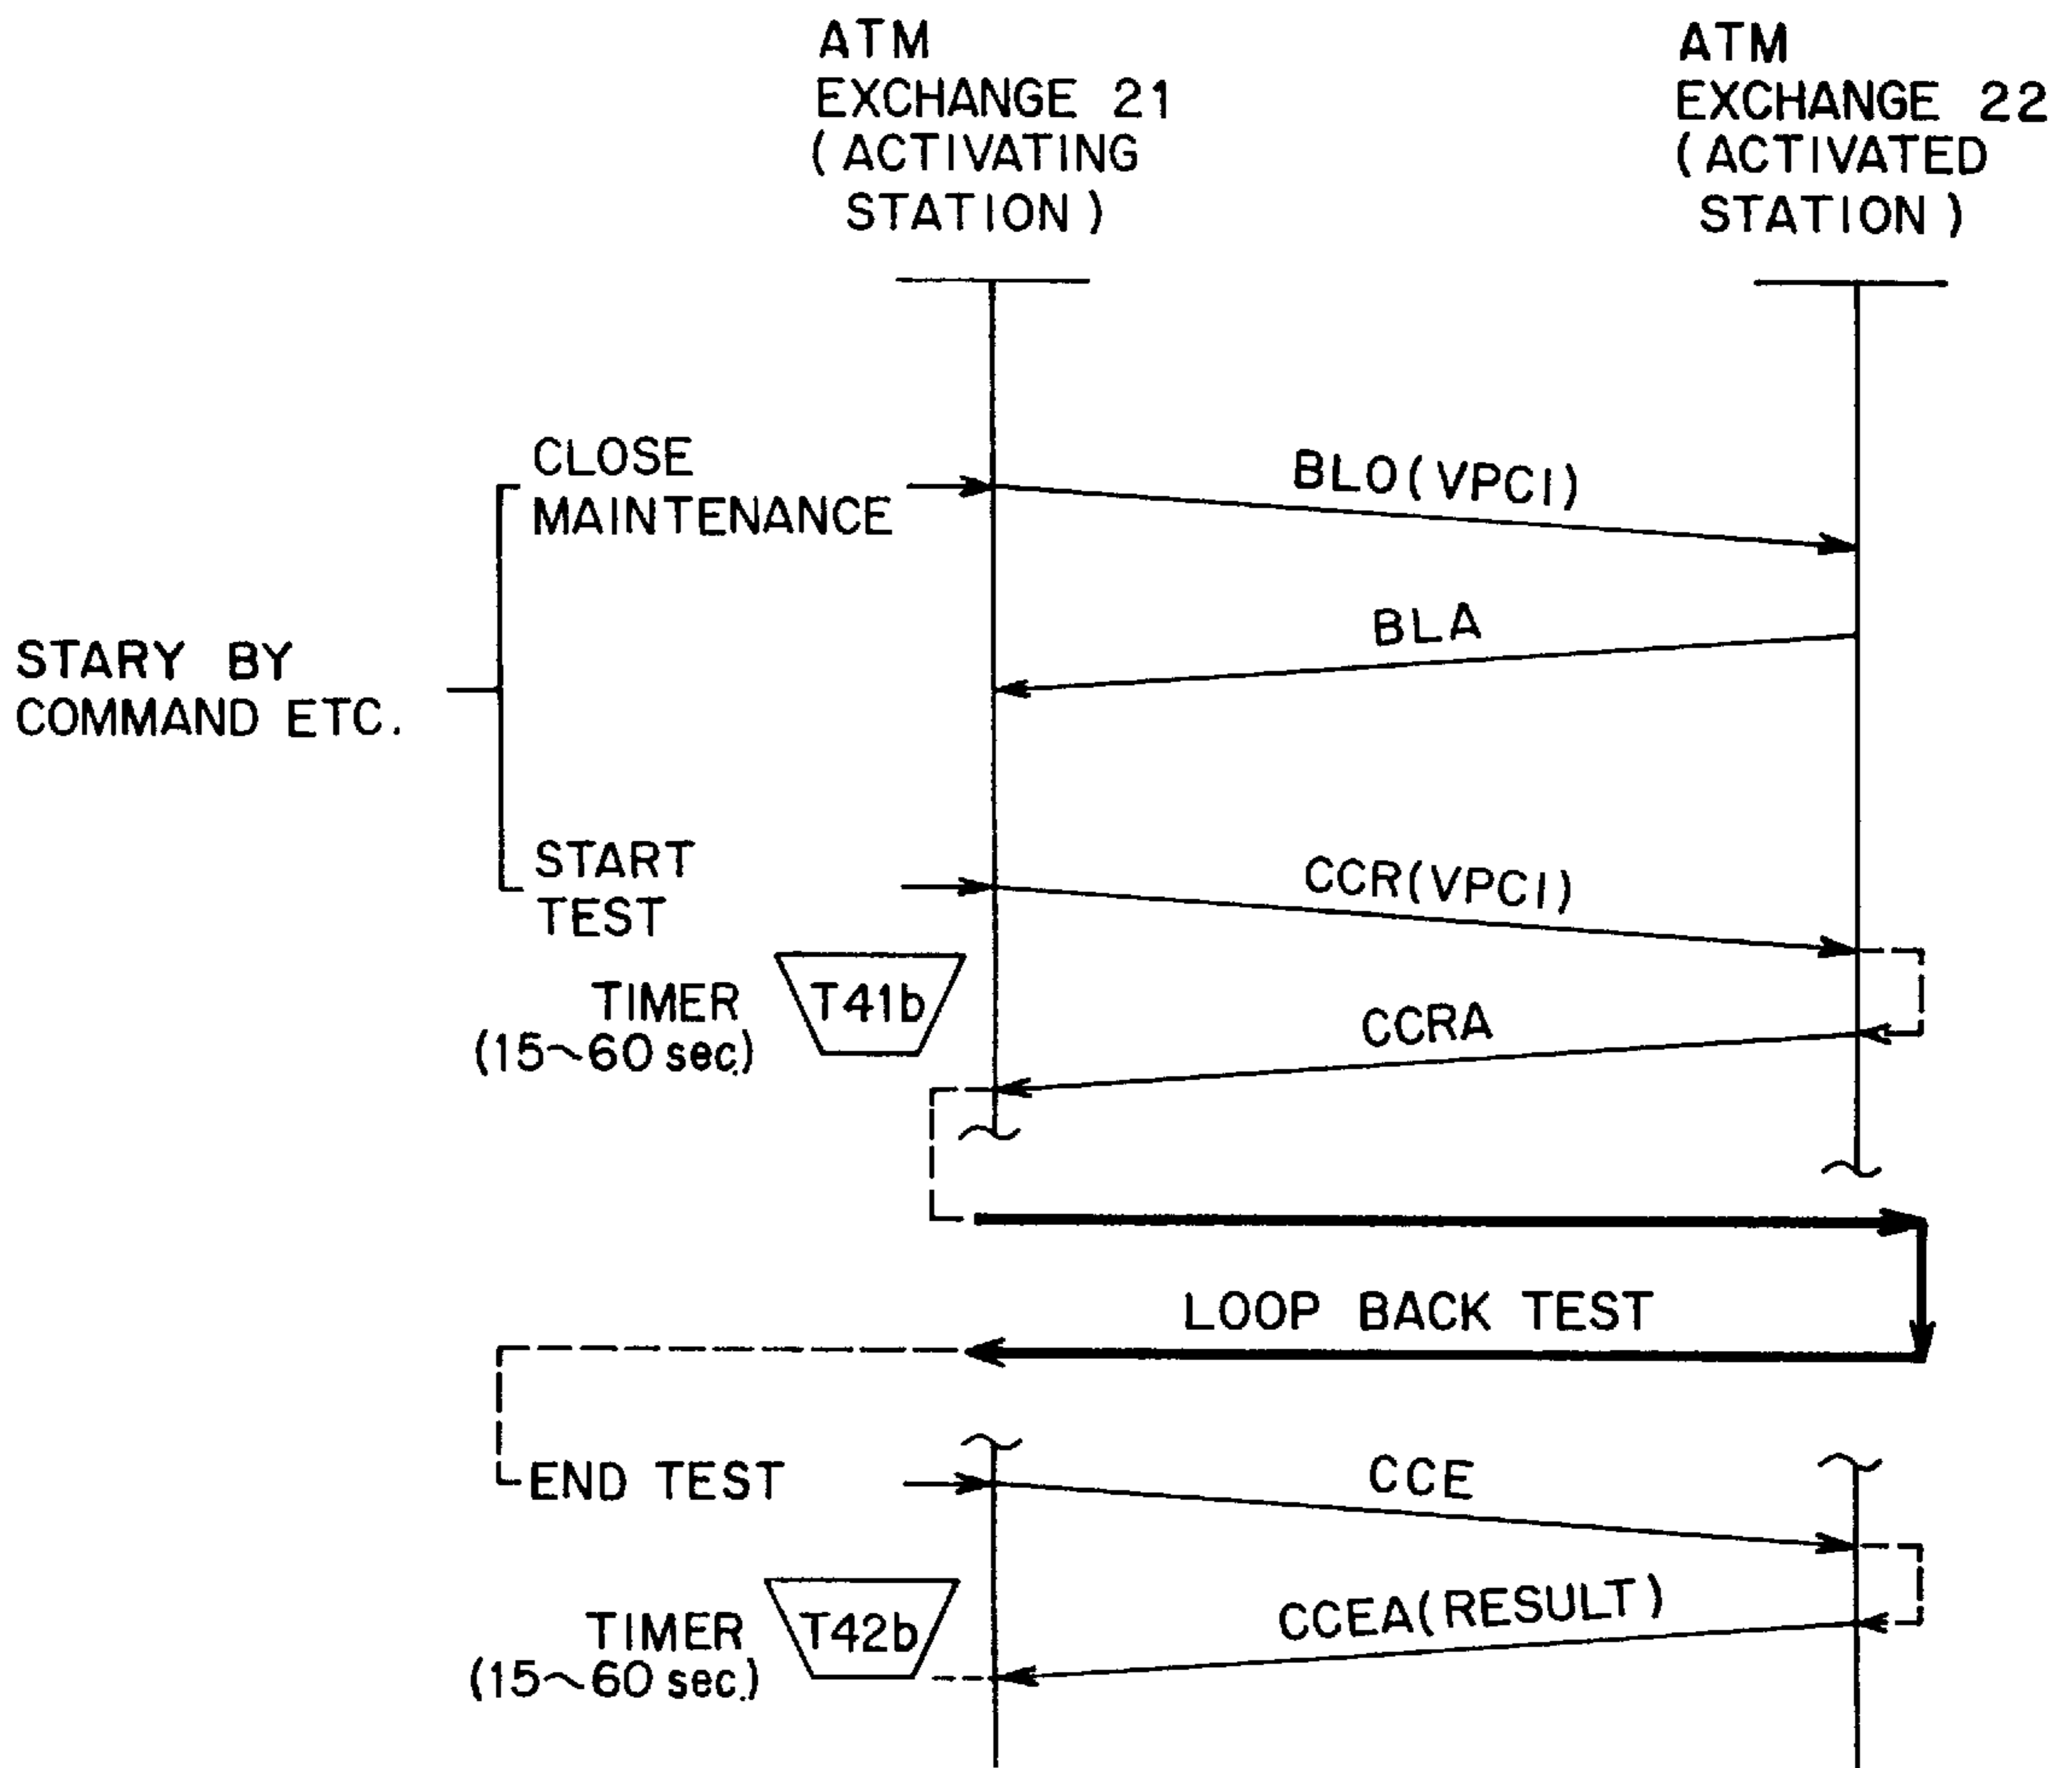 ATM
EXCHANGE 21
(ACTIVATING
STATION)
ATM
EXCHANGE 22
(ACTIVATED
STATION)
CLOSE
MAINTENANCE
BLO(VPCI)
BLA
STARY BY
COMMAND ETC.
START
TEST
CCR(VPCI)
TIMER
(15~60 sec.)
T41b
CCRA
LOOP BACK TEST
END TEST
CCE
TIMER
(15~60 sec.)
T42b
CCEA(RESULT)